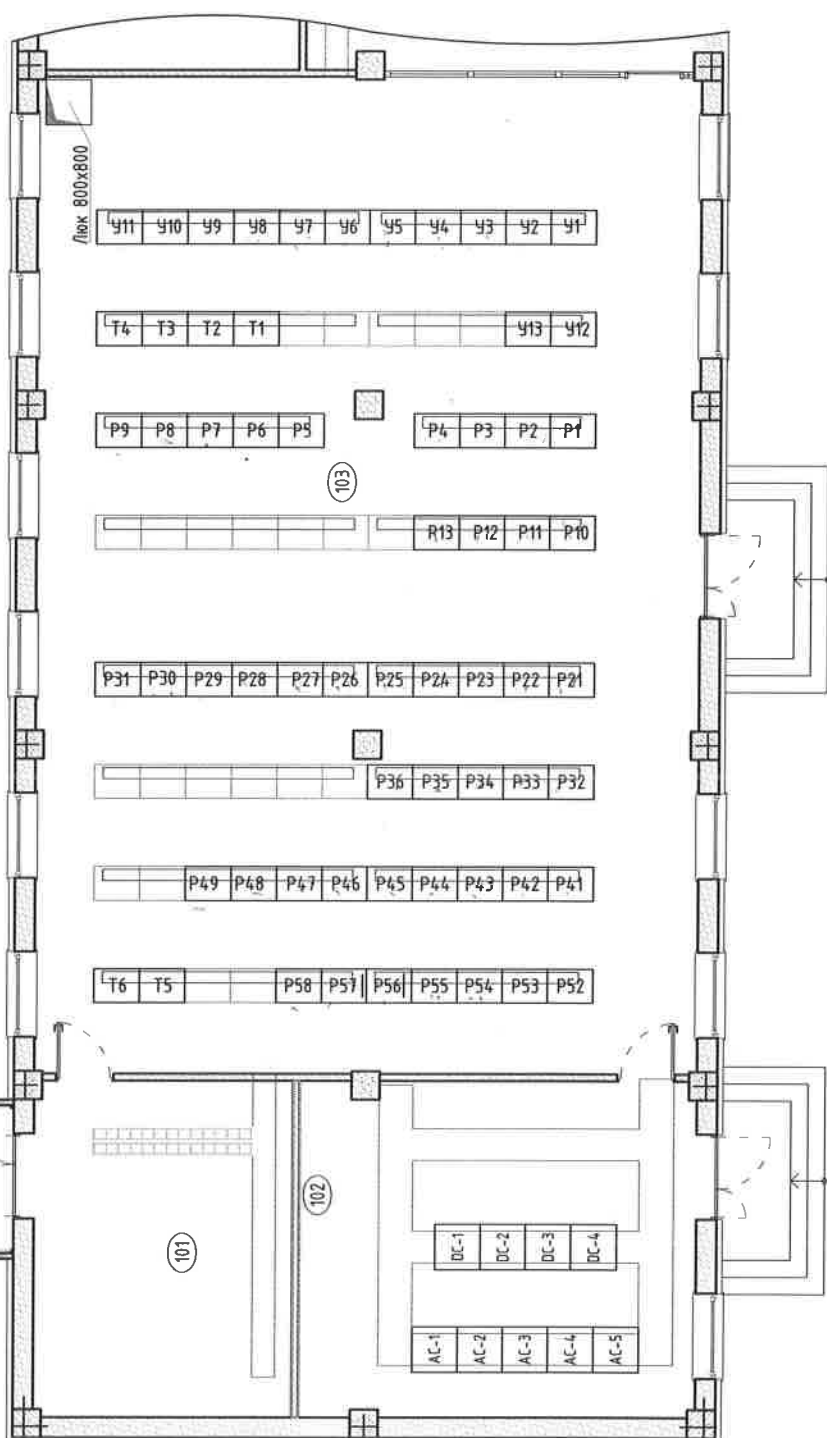 Люк 800x800
У11 У10 У9 У8 У7 У6 У5 У4 У3 У2 У1
Т4 Т3 Т2 Т1 У13 У12
Р9 Р8 Р7 Р6 Р5 Р4 Р3 Р2 Р1
103
R13 Р12 Р11 Р10
Р31 Р30 Р29 Р28 Р27 Р26 Р25 Р24 Р23 Р22 Р21
Р36 Р35 Р34 Р33 Р32
Р49 Р48 Р47 Р46 Р45 Р44 Р43 Р42 Р41
Т6 Т5 Р58 Р57 Р56 Р55 Р54 Р53 Р52
102
101
DC-1 DC-2 DC-3 DC-4
AC-1 AC-2 AC-3 AC-4 AC-5